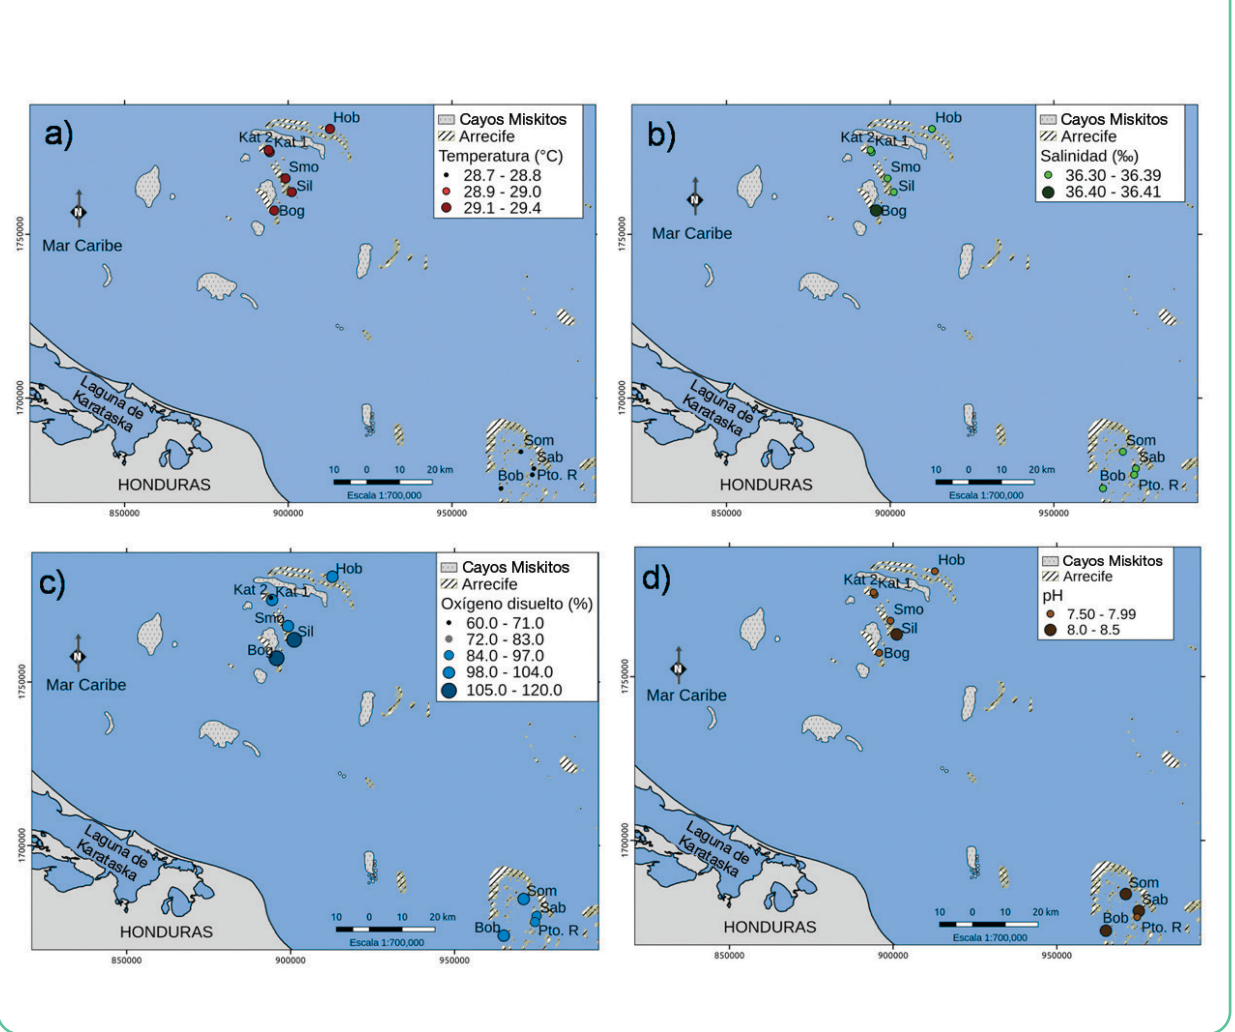 a)
Hob
Kat 2
Kat 1
Smo
Sil
Bog
Cayos Miskitos
Arrecife
Temperatura (°C)
28.7 - 28.8
28.9 - 29.0
29.1 - 29.4
N
Mar Caribe
1750000
1700000
Laguna de
Karataska
HONDURAS
Som
Sab
Bob
Pto. R
10 0 10 20 km
Escala 1:700,000
850000 900000 950000
b)
Hob
Kat 2
Kat 1
Smo
Sil
Bog
Cayos Miskitos
Arrecife
Salinidad (‰)
36.30 - 36.39
36.40 - 36.41
N
Mar Caribe
1750000
1700000
Laguna de
Karataska
HONDURAS
Som
Sab
Bob
Pto. R
10 0 10 20 km
Escala 1:700,000
850000 900000 950000
c)
Hob
Kat 2
Kat 1
Smo
Sil
Bog
Cayos Miskitos
Arrecife
Oxígeno disuelto (%)
60.0 - 71.0
72.0 - 83.0
84.0 - 97.0
98.0 - 104.0
105.0 - 120.0
N
Mar Caribe
1750000
1700000
Laguna de
Karataska
HONDURAS
Som
Sab
Bob
Pto. R
10 0 10 20 km
Escala 1:700,000
850000 900000 950000
d)
Hob
Kat 2
Kat 1
Smo
Sil
Bog
Cayos Miskitos
Arrecife
pH
7.50 - 7.99
8.0 - 8.5
N
Mar Caribe
1750000
1700000
Laguna de
Karataska
HONDURAS
Som
Sab
Bob
Pto. R
10 0 10 20 km
Escala 1:700,000
850000 900000 950000